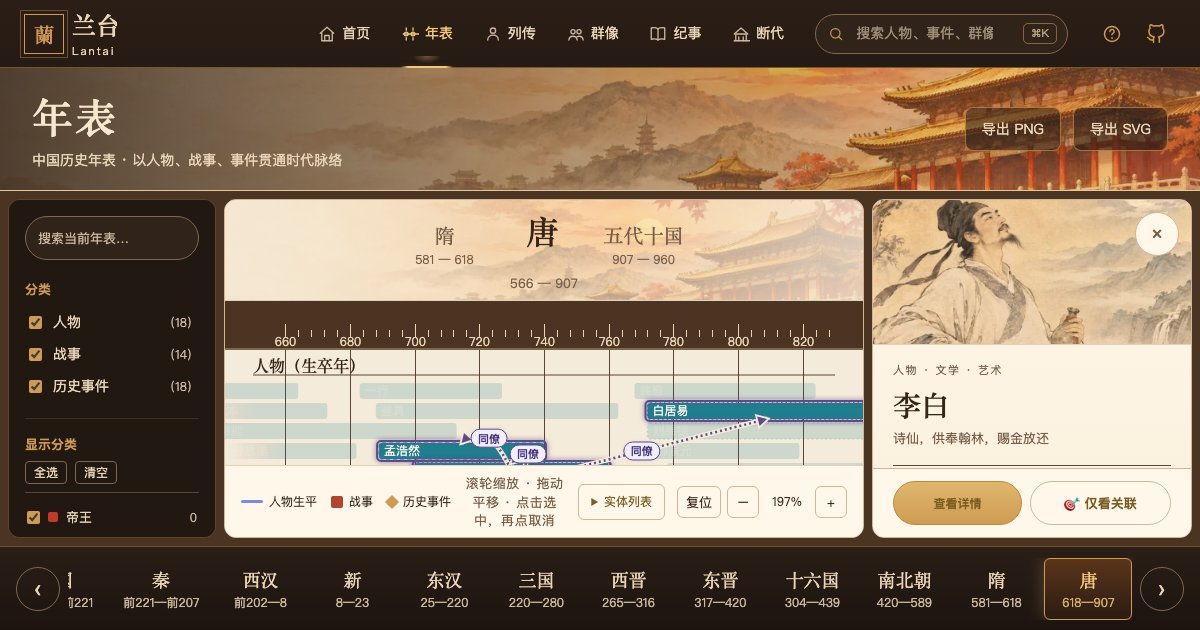 蘭
兰台
Lantai
首页
年表
列传
群像
纪事
断代
搜索人物、事件、群像
⌘K
年表
中国历史年表 · 以人物、战事、事件贯通时代脉络
导出 PNG
导出 SVG
搜索当前年表...
分类
人物 (18)
战事 (14)
历史事件 (18)
显示分类
全选
清空
帝王 0
隋
581 — 618
唐
566 — 907
五代十国
907 — 960
660 680 700 720 740 760 780 800 820
人物（生卒年）
一行
白居易
同僚
孟浩然
同僚
同僚
人物生平
战事
历史事件
滚轮缩放 · 拖动
平移 · 点击选
中，再点取消
▶ 实体列表
复位
—
197%
+
×
人物 · 文学 · 艺术
李白
诗仙，供奉翰林，赐金放还
查看详情
🎯 仅看关联
‹
前221
秦
前221—前207
西汉
前202—8
新
8—23
东汉
25—220
三国
220—280
西晋
265—316
东晋
317—420
十六国
304—439
南北朝
420—589
隋
581—618
唐
618—907
›